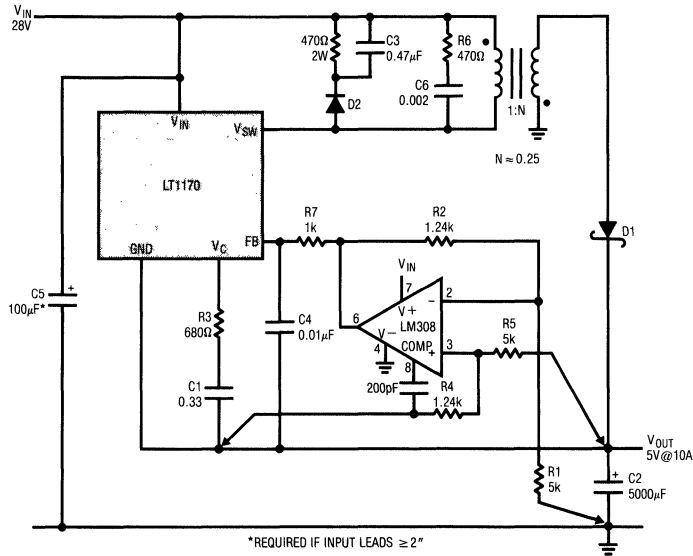 VIN
28V
470Ω
2W
C3
0.47µF
R6
470Ω
C6
0.002
D2
1:N
N ≈ 0.25
VIN
VSW
LT1170
GND
VC
FB
R7
1k
R2
1.24k
D1
C5
100µF*
+
R3
680Ω
C4
0.01µF
VIN
7
V+
−
2
6
LM308
V−
COMP
+
3
4
8
R5
5k
C1
0.33
200pF
R4
1.24k
VOUT
5V@10A
R1
5k
+
C2
5000µF
*REQUIRED IF INPUT LEADS ≥ 2"